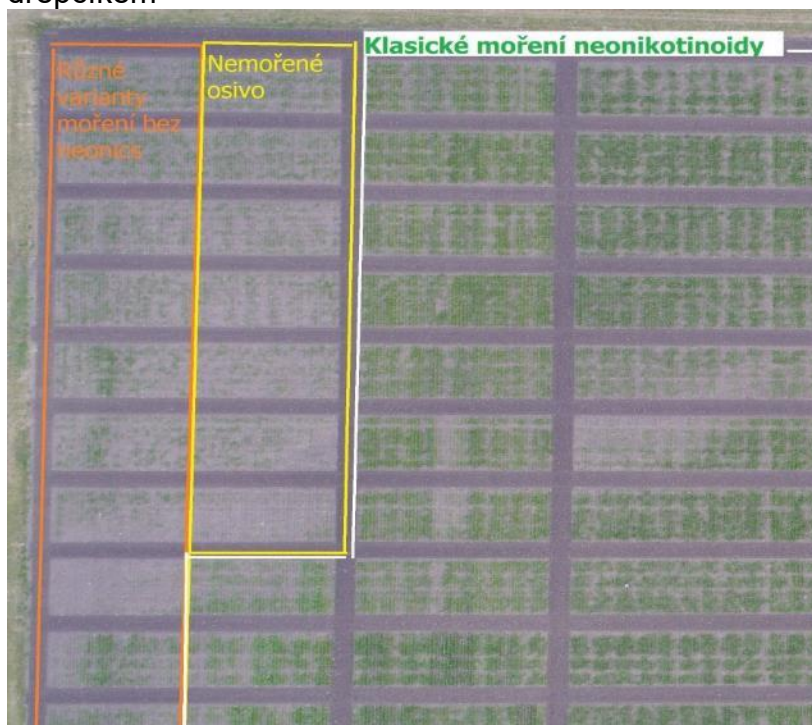 Klasické moření neonikotinoidy
Různé
varianty
moření bez
neonics
Nemořené
osivo